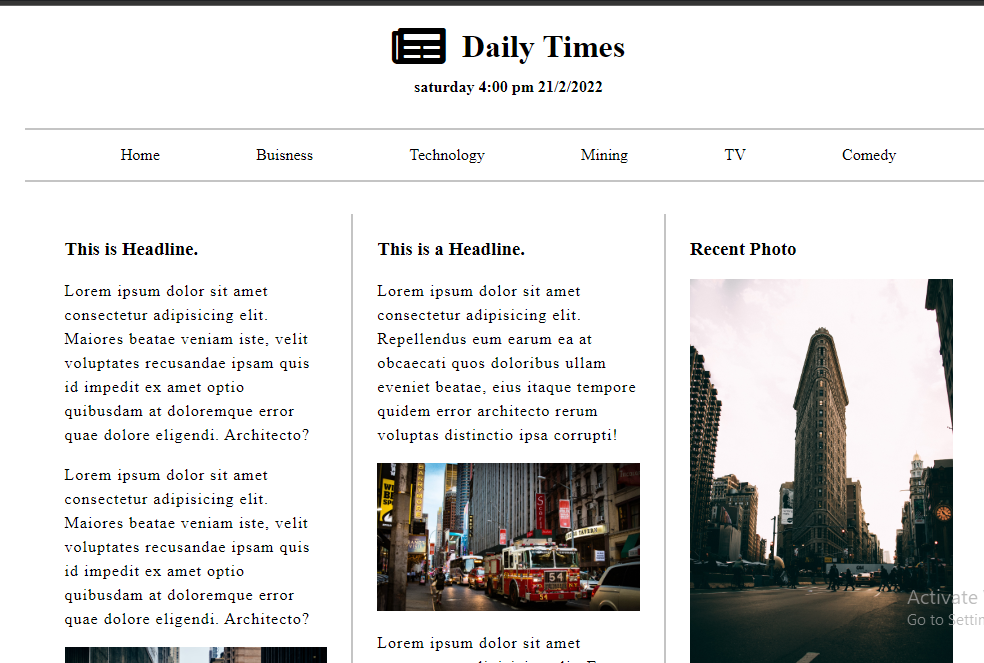 Daily Times
saturday 4:00 pm 21/2/2022
Home Buisness Technology Mining TV Comedy
This is Headline.
Lorem ipsum dolor sit amet
consectetur adipisicing elit.
Maiores beatae veniam iste, velit
voluptates recusandae ipsam quis
id impedit ex amet optio
quibusdam at doloremque error
quae dolore eligendi. Architecto?
Lorem ipsum dolor sit amet
consectetur adipisicing elit.
Maiores beatae veniam iste, velit
voluptates recusandae ipsam quis
id impedit ex amet optio
quibusdam at doloremque error
quae dolore eligendi. Architecto?
This is a Headline.
Lorem ipsum dolor sit amet
consectetur adipisicing elit.
Repellendus eum earum ea at
obcaecati quos doloribus ullam
eveniet beatae, eius itaque tempore
quidem error architecto rerum
voluptas distinctio ipsa corrupti!
54
54
Lorem ipsum dolor sit amet
Recent Photo
Activate
Go to